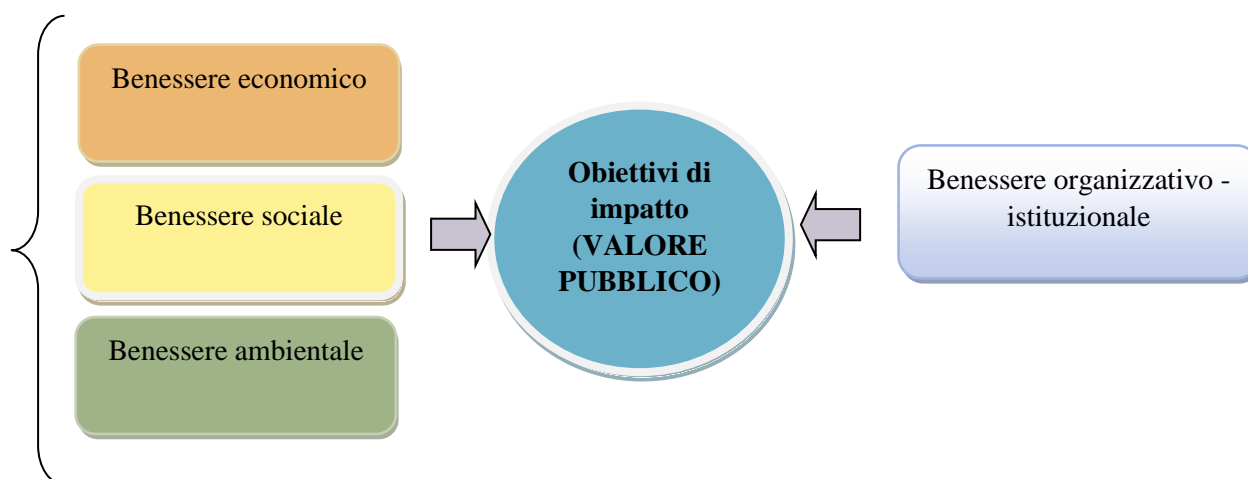 Benessere economico
Benessere sociale
Benessere ambientale
Obiettivi di
impatto
(VALORE
PUBBLICO)
Benessere organizzativo -
istituzionale